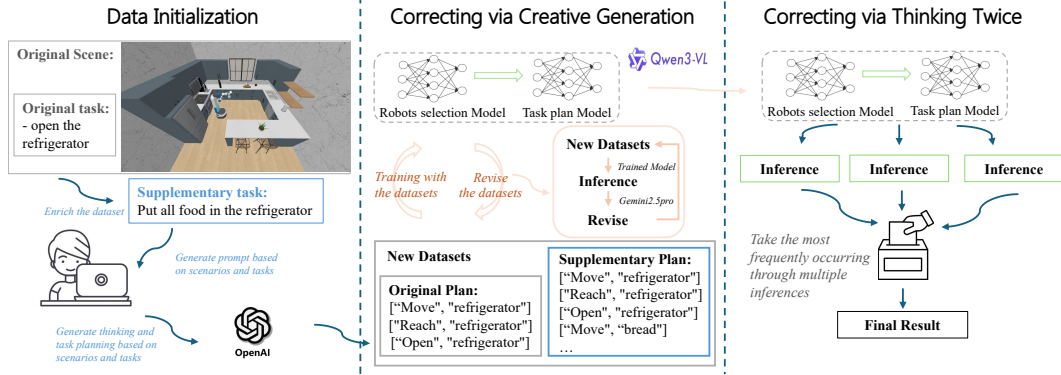 Data Initialization
Original Scene:
Original task:
- open the
refrigerator
Supplementary task:
Put all food in the refrigerator
Enrich the dataset
Generate prompt based
on scenarios and tasks
Generate thinking and
task planning based on
scenarios and tasks
OpenAI
Correcting via Creative Generation
Qwen3-VL
Robots selection Model
Task plan Model
Training with
the datasets
Revise
the datasets
New Datasets
Trained Model
Inference
Gemini2.5pro
Revise
New Datasets
Original Plan:
[“Move", "refrigerator"]
["Reach", "refrigerator"]
[“Open", "refrigerator"]
Supplementary Plan:
[“Move", "refrigerator"]
["Reach", "refrigerator"]
[“Open", "refrigerator"]
[“Move", “bread"]
…
Correcting via Thinking Twice
Robots selection Model
Task plan Model
Inference
Inference
Inference
Take the most
frequently occurring
through multiple
inferences
Final Result